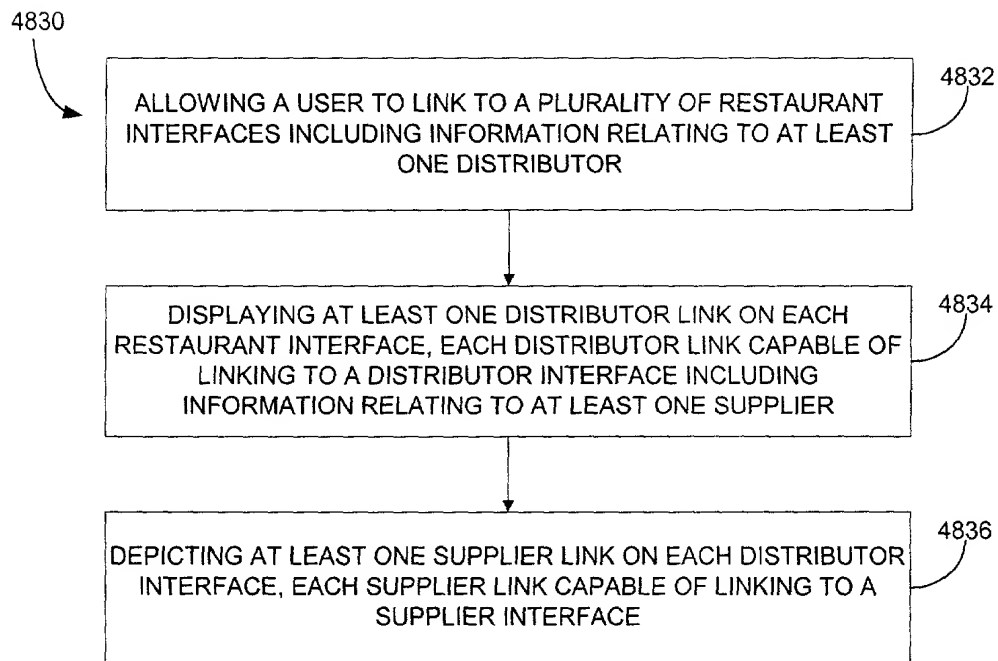 4830
4832
ALLOWING A USER TO LINK TO A PLURALITY OF RESTAURANT
INTERFACES INCLUDING INFORMATION RELATING TO AT LEAST
ONE DISTRIBUTOR
4834
DISPLAYING AT LEAST ONE DISTRIBUTOR LINK ON EACH
RESTAURANT INTERFACE, EACH DISTRIBUTOR LINK CAPABLE OF
LINKING TO A DISTRIBUTOR INTERFACE INCLUDING
INFORMATION RELATING TO AT LEAST ONE SUPPLIER
4836
DEPICTING AT LEAST ONE SUPPLIER LINK ON EACH DISTRIBUTOR
INTERFACE, EACH SUPPLIER LINK CAPABLE OF LINKING TO A
SUPPLIER INTERFACE